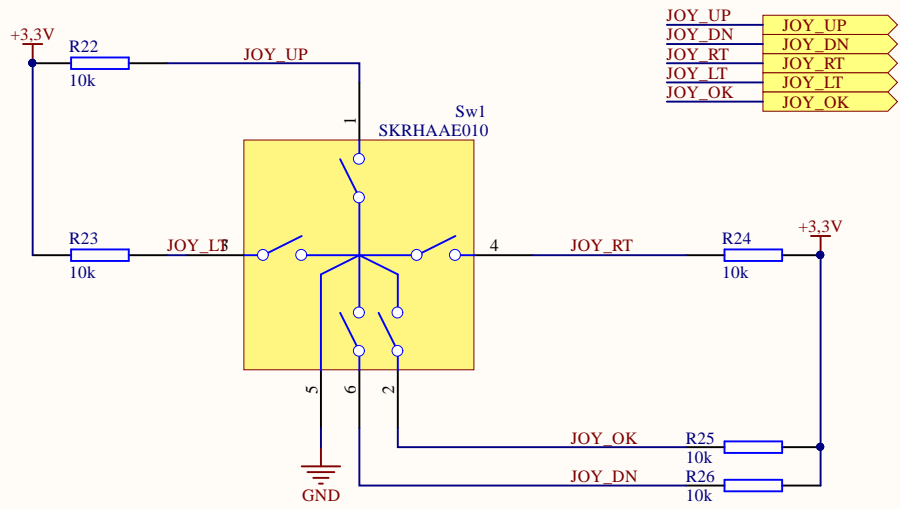 JOY_UP
JOY_UP
JOY_DN
JOY_DN
JOY_RT
JOY_RT
JOY_LT
JOY_LT
JOY_OK
JOY_OK
+3,3V
R22
10k
JOY_UP
1
Sw1
SKRHAAE010
R23
10k
JOY_LT
3
4
JOY_RT
R24
10k
+3,3V
5
6
2
GND
JOY_OK
R25
10k
JOY_DN
R26
10k